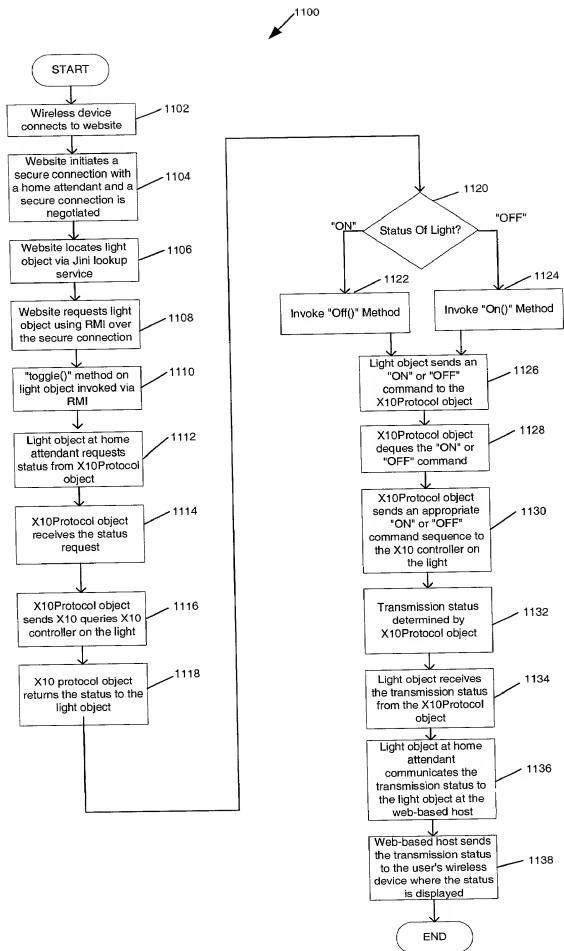 1100
START
Wireless device
connects to website
1102
Website initiates a
secure connection with
a home attendant and a
secure connection is
negotiated
1104
Website locates light
object via Jini lookup
service
1106
Website requests light
object using RMI over
the secure connection
1108
"toggle()" method on
light object invoked via
RMI
1110
Light object at home
attendant requests
status from X10Protocol
object
1112
X10Protocol object
receives the status
request
1114
X10Protocol object
sends X10 queries X10
controller on the light
1116
X10 protocol object
returns the status to the
light object
1118
1120
Status Of Light?
"ON"
"OFF"
1122
Invoke "Off()" Method
1124
Invoke "On()" Method
Light object sends an
"ON" or "OFF"
command to the
X10Protocol object
1126
X10Protocol object
deques the "ON" or
"OFF" command
1128
X10Protocol object
sends an appropriate
"ON" or "OFF"
command sequence to
the X10 controller on
the light
1130
Transmission status
determined by
X10Protocol object
1132
Light object receives
the transmission status
from the X10Protocol
object
1134
Light object at home
attendant
communicates the
transmission status to
the light object at the
web-based host
1136
Web-based host sends
the transmission status
to the user's wireless
device where the status
is displayed
1138
END